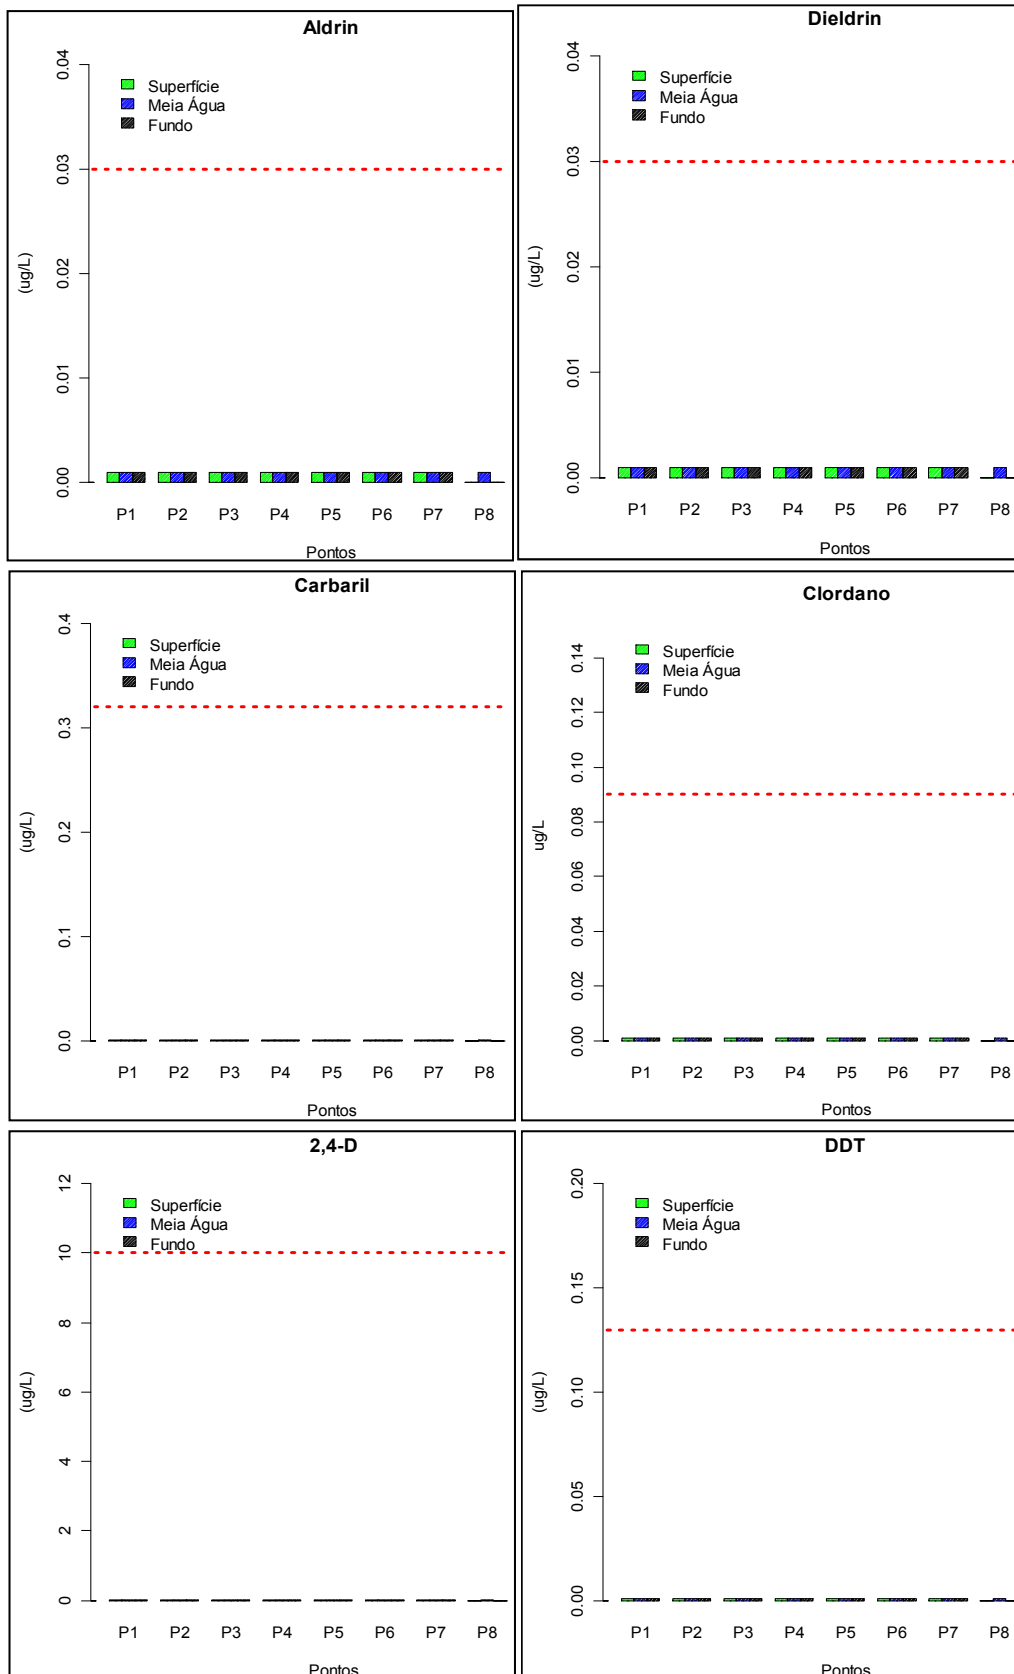 Aldrin
0.04
0.03
0.02
0.01
0.00
(ug/L)
Superfície
Meia Água
Fundo
P1 P2 P3 P4 P5 P6 P7 P8
Pontos
Dieldrin
0.04
0.03
0.02
0.01
0.00
(ug/L)
Superfície
Meia Água
Fundo
P1 P2 P3 P4 P5 P6 P7 P8
Pontos
Carbaril
0.4
0.3
0.2
0.1
0.0
(ug/L)
Superfície
Meia Água
Fundo
P1 P2 P3 P4 P5 P6 P7 P8
Pontos
Clordano
0.14
0.12
0.10
0.08
0.06
0.04
0.02
0.00
ug/L
Superfície
Meia Água
Fundo
P1 P2 P3 P4 P5 P6 P7 P8
Pontos
2,4-D
12
10
8
6
4
2
0
(ug/L)
Superfície
Meia Água
Fundo
P1 P2 P3 P4 P5 P6 P7 P8
Pontos
DDT
0.20
0.15
0.10
0.05
0.00
(ug/L)
Superfície
Meia Água
Fundo
P1 P2 P3 P4 P5 P6 P7 P8
Pontos